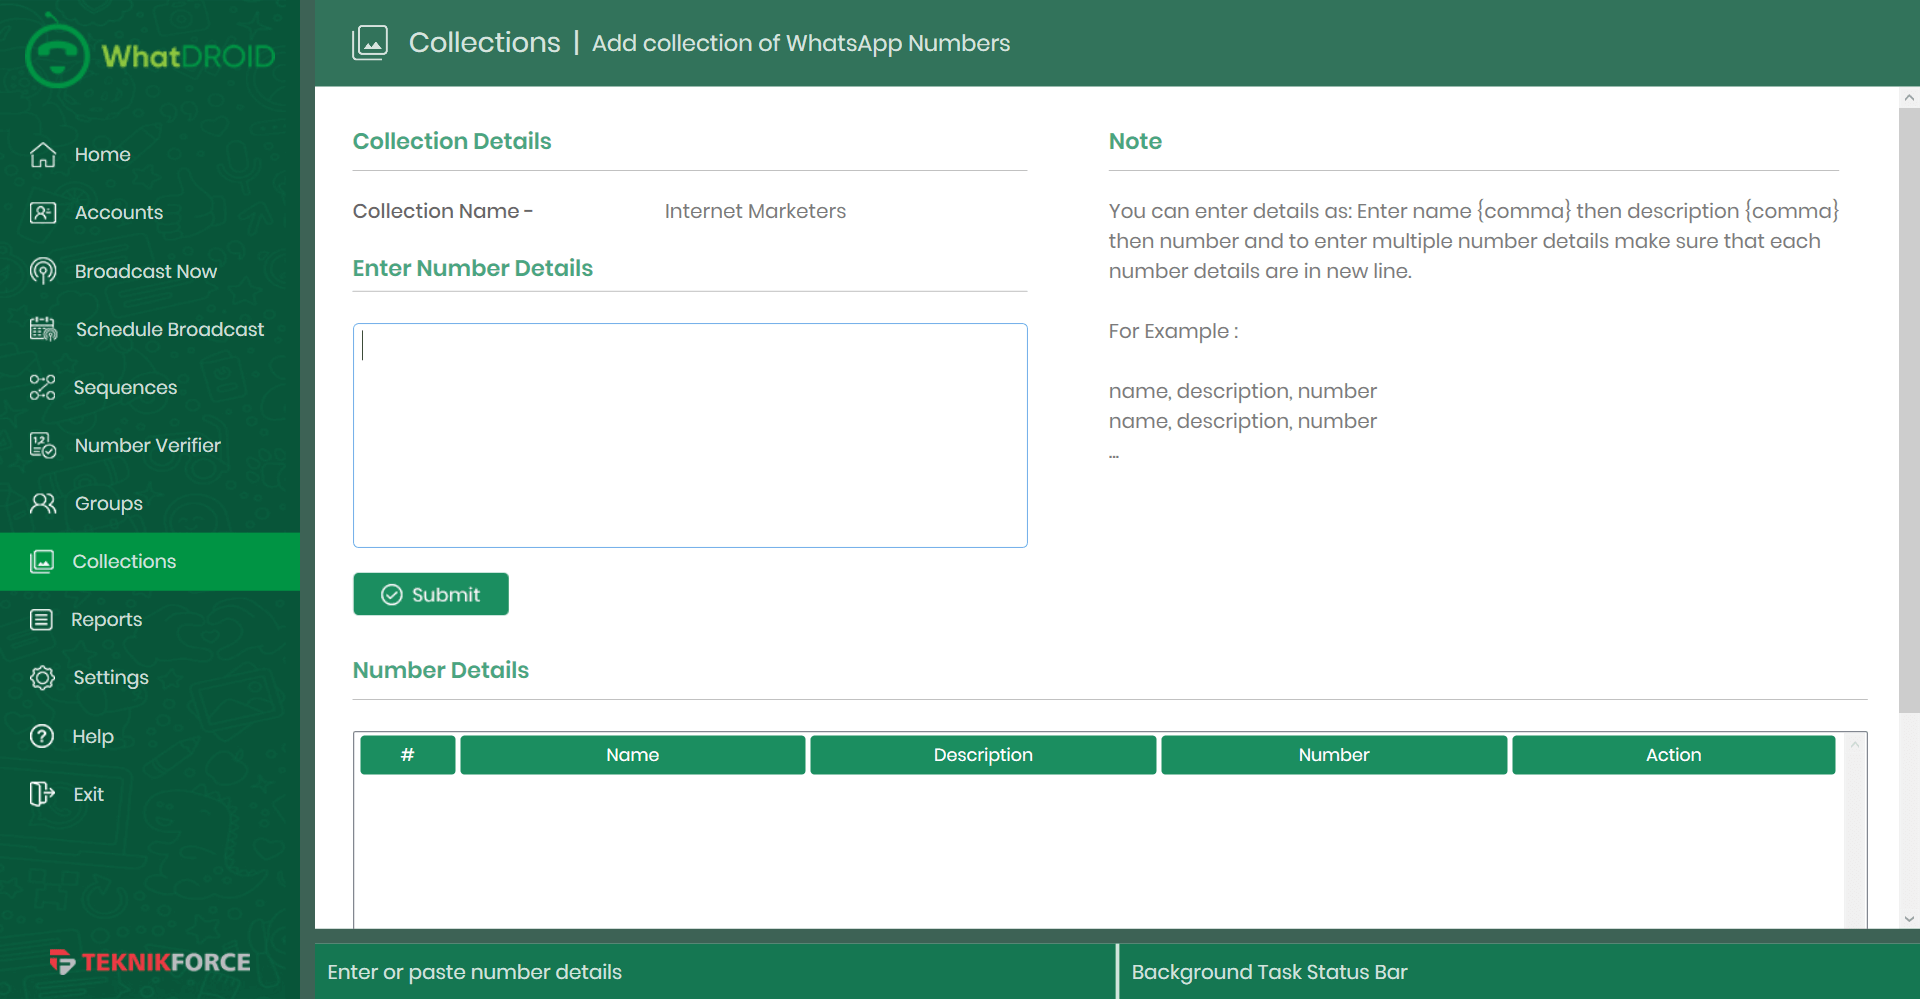 WhatDROID
Home
Accounts
Broadcast Now
Schedule Broadcast
Sequences
Number Verifier
Groups
Collections
Reports
Settings
Help
Exit
TEKNIKFORCE
Collections | Add collection of WhatsApp Numbers
Collection Details
Collection Name - Internet Marketers
Enter Number Details
Submit
Note
You can enter details as: Enter name {comma} then description {comma}
then number and to enter multiple number details make sure that each
number details are in new line.
For Example :
name, description, number
name, description, number
...
Number Details
# Name Description Number Action
Enter or paste number details
Background Task Status Bar